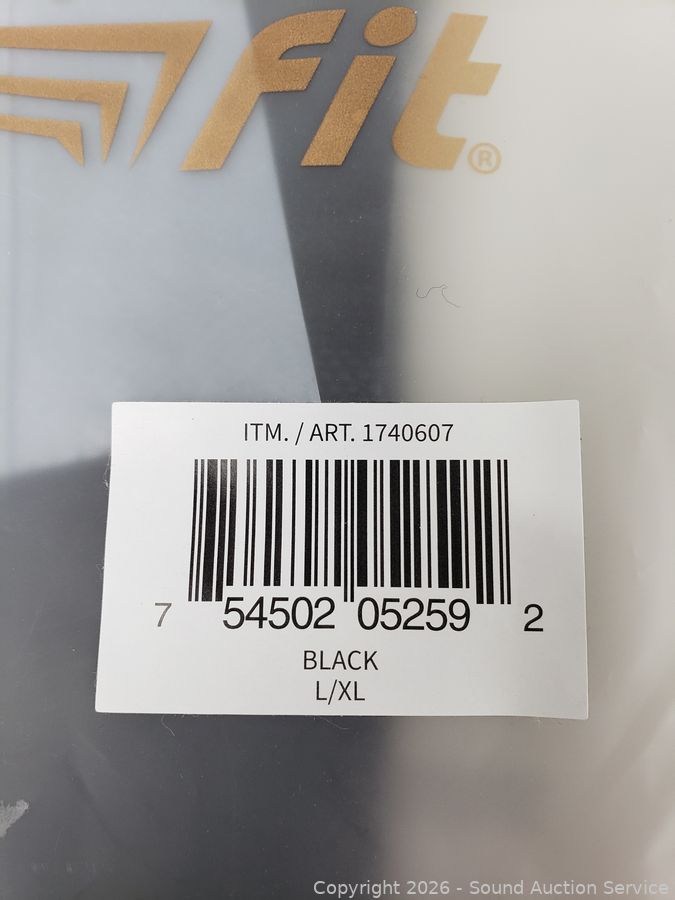 fit®
ITM. / ART. 1740607
7 54502 05259 2
BLACK
L/XL
Copyright 2026 - Sound Auction Service